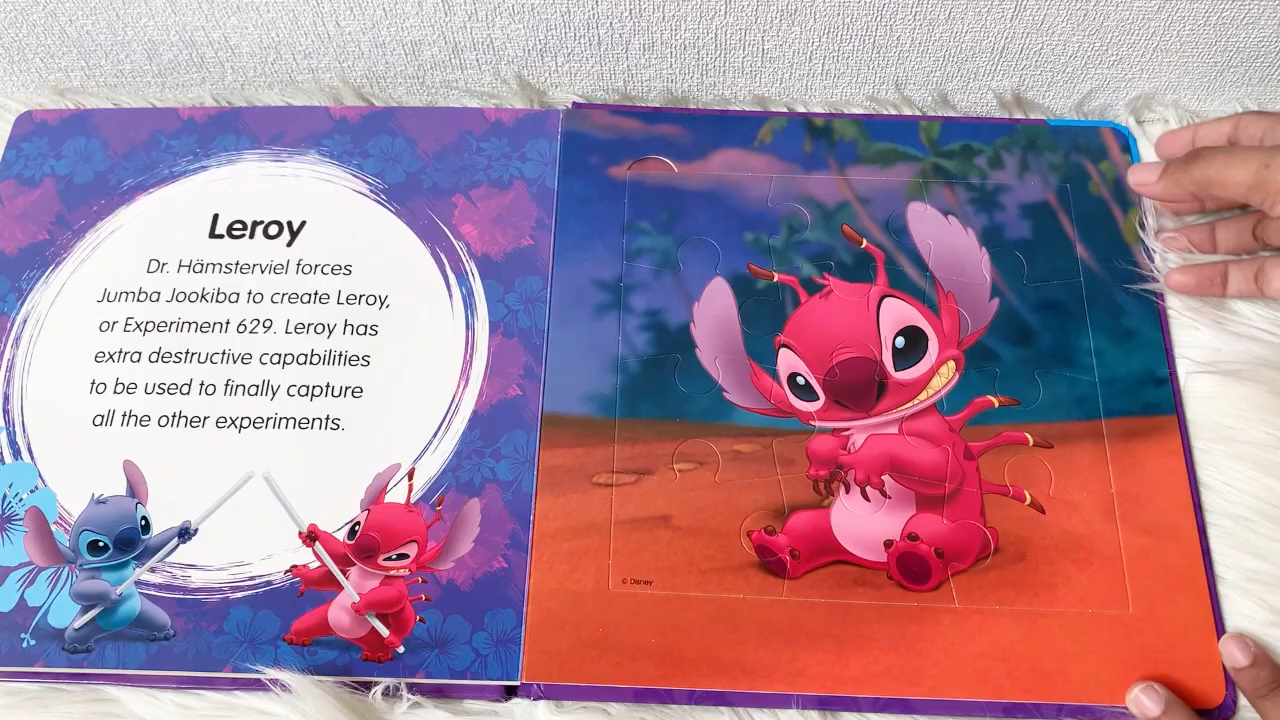 Leroy
Dr. Hämsterviel forces
Jumba Jookiba to create Leroy,
or Experiment 629. Leroy has
extra destructive capabilities
to be used to finally capture
all the other experiments.
© Disney